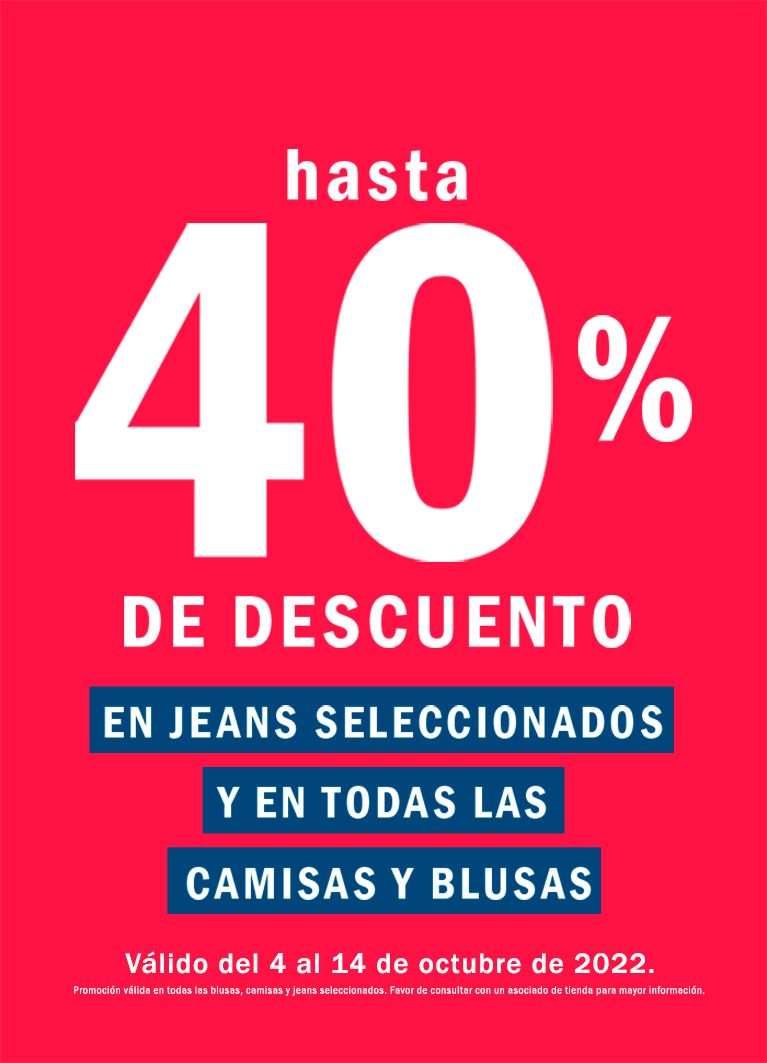 hasta
40%
DE DESCUENTO
EN JEANS SELECCIONADOS
Y EN TODAS LAS
CAMISAS Y BLUSAS
Válido del 4 al 14 de octubre de 2022.
Promoción válida en todas las blusas, camisas y jeans seleccionados. Favor de consultar con un asociado de tienda para mayor información.